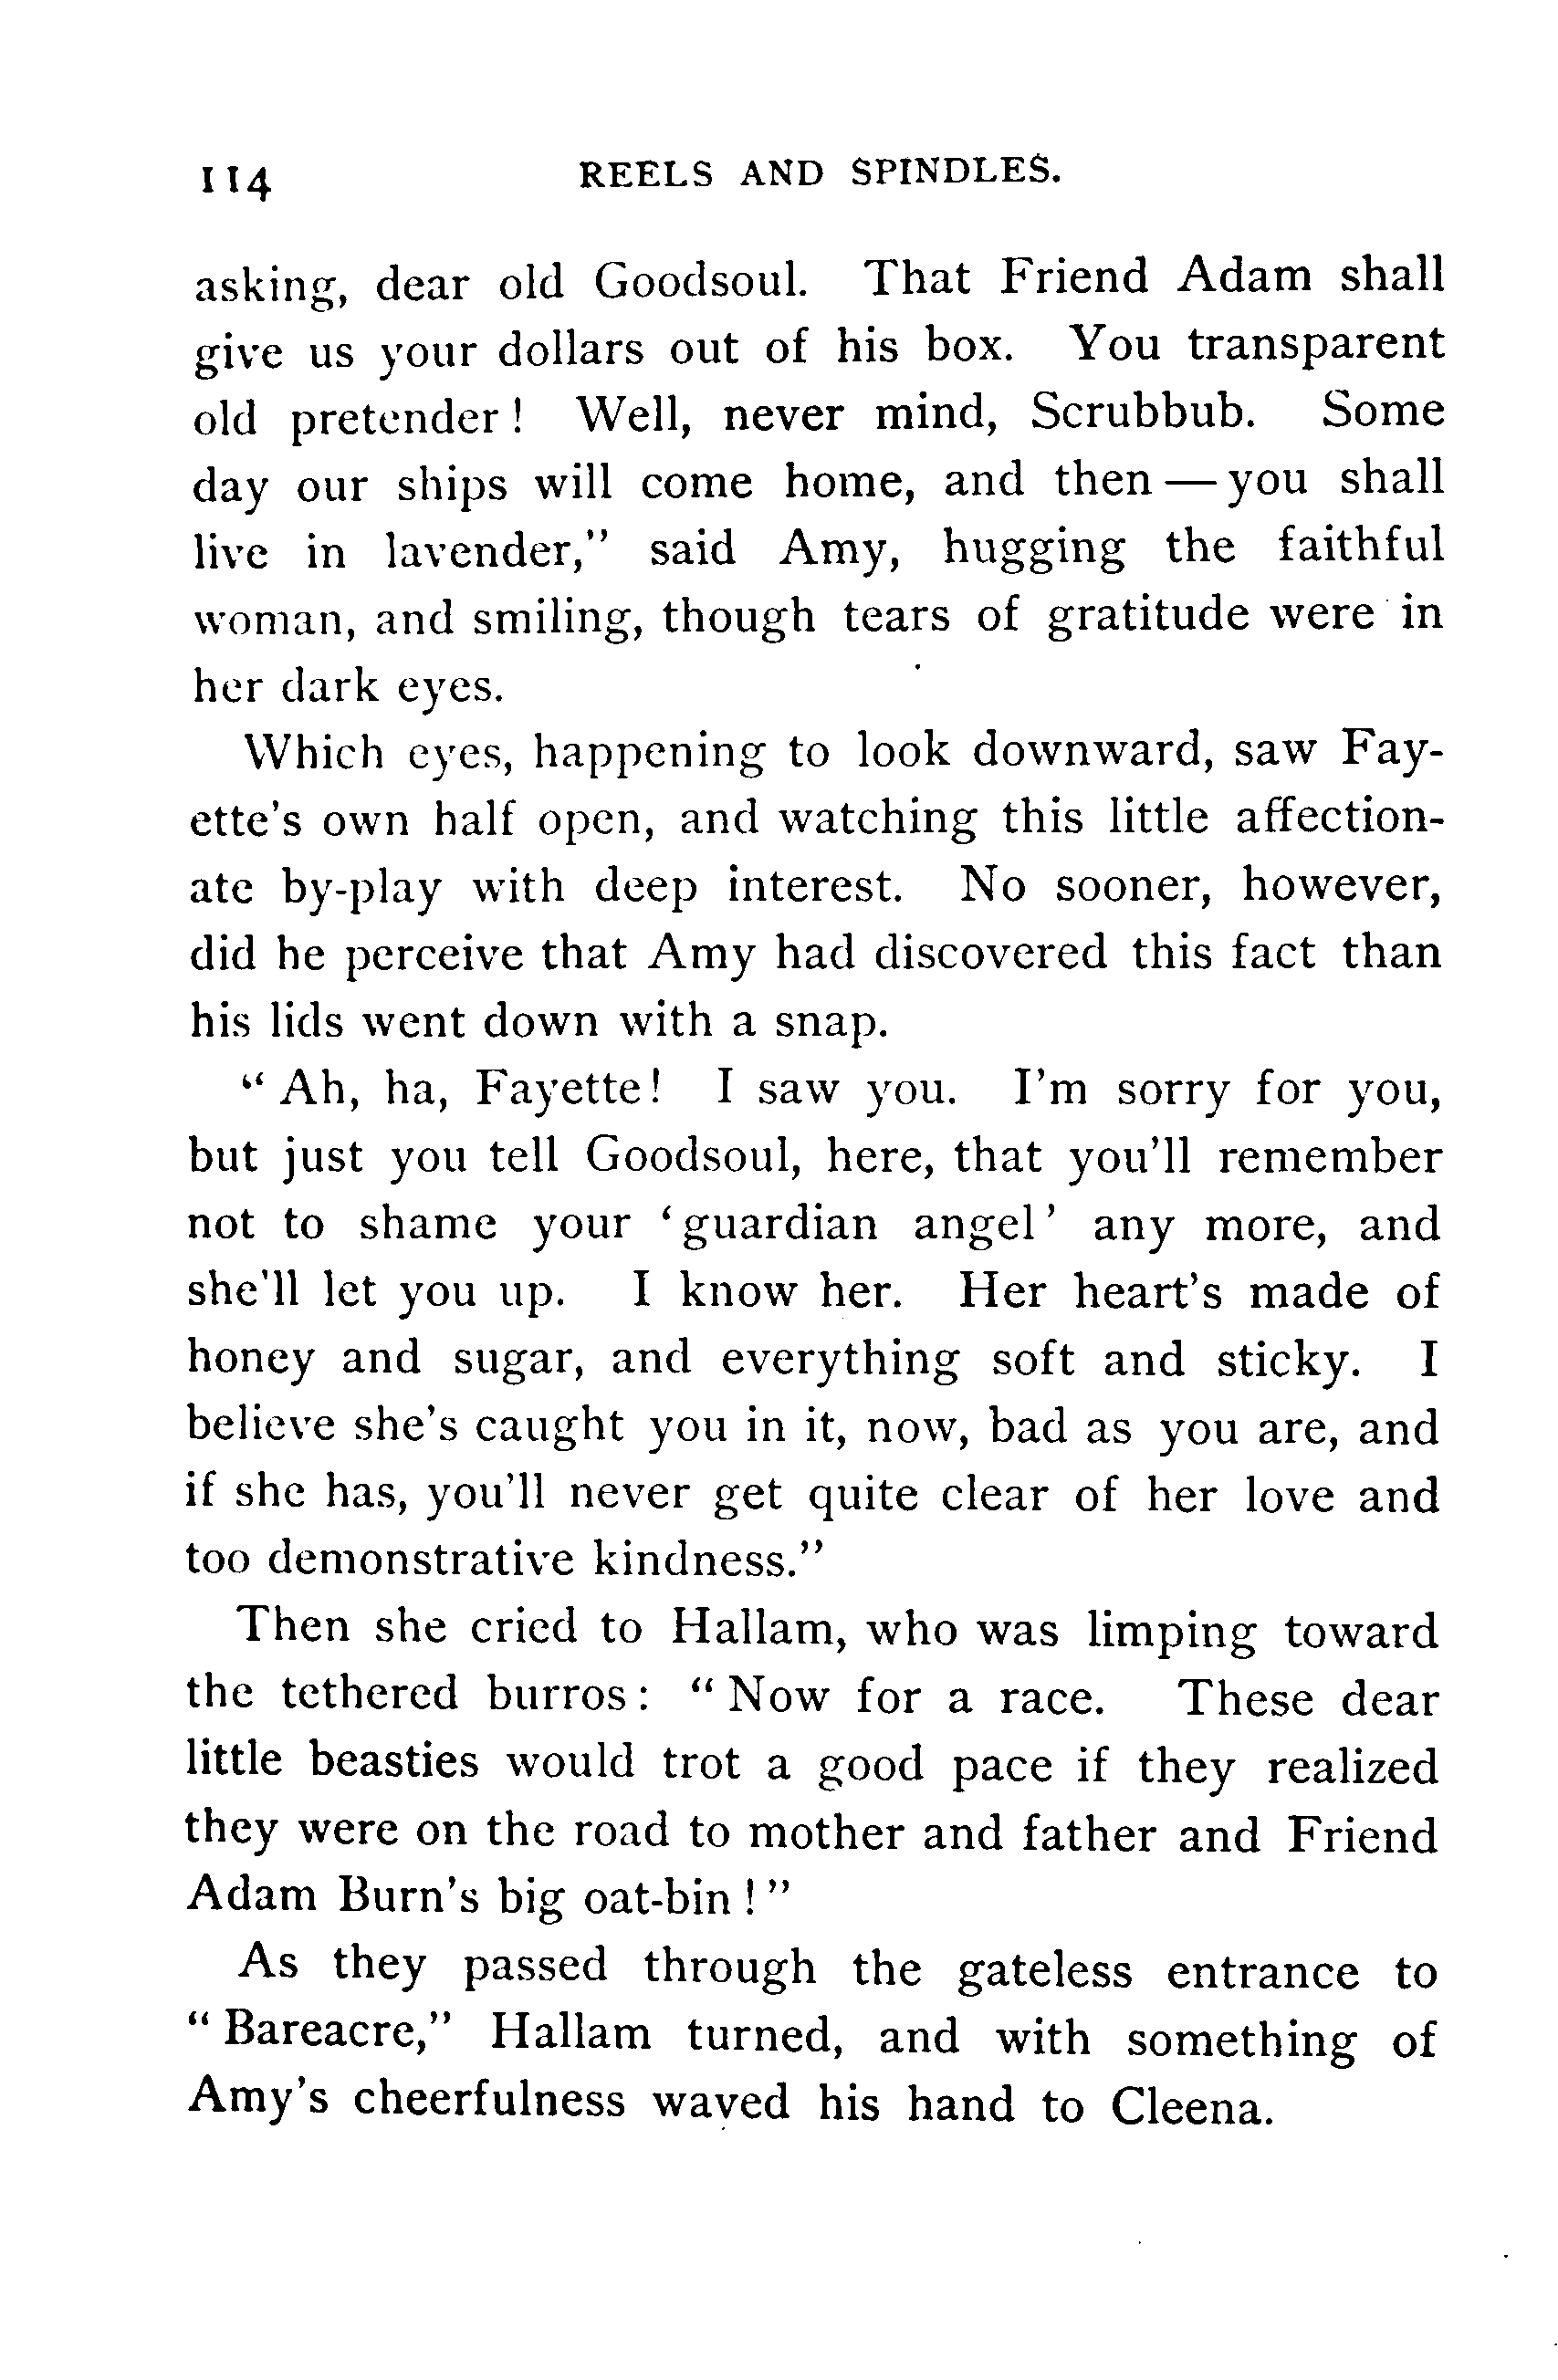 114 REELS AND SPINDLES.
asking, dear old Goodsoul. That Friend Adam shall
give us your dollars out of his box. You transparent
old pretender! Well, never mind, Scrubbub. Some
day our ships will come home, and then — you shall
live in lavender,” said Amy, hugging the faithful
woman, and smiling, though tears of gratitude were in
her dark eyes.
Which eyes, happening to look downward, saw Fay-
ette’s own half open, and watching this little affection-
ate by-play with deep interest. No sooner, however,
did he perceive that Amy had discovered this fact than
his lids went down with a snap.
“Ah, ha, Fayette! I saw you. I’m sorry for you,
but just you tell Goodsoul, here, that you’ll remember
not to shame your ‘guardian angel’ any more, and
she’ll let you up. I know her. Her heart’s made of
honey and sugar, and everything soft and sticky. I
believe she’s caught you in it, now, bad as you are, and
if she has, you’ll never get quite clear of her love and
too demonstrative kindness.”
Then she cried to Hallam, who was limping toward
the tethered burros: “Now for a race. These dear
little beasties would trot a good pace if they realized
they were on the road to mother and father and Friend
Adam Burn’s big oat-bin!”
As they passed through the gateless entrance to
“Bareacre,” Hallam turned, and with something of
Amy’s cheerfulness waved his hand to Cleena.